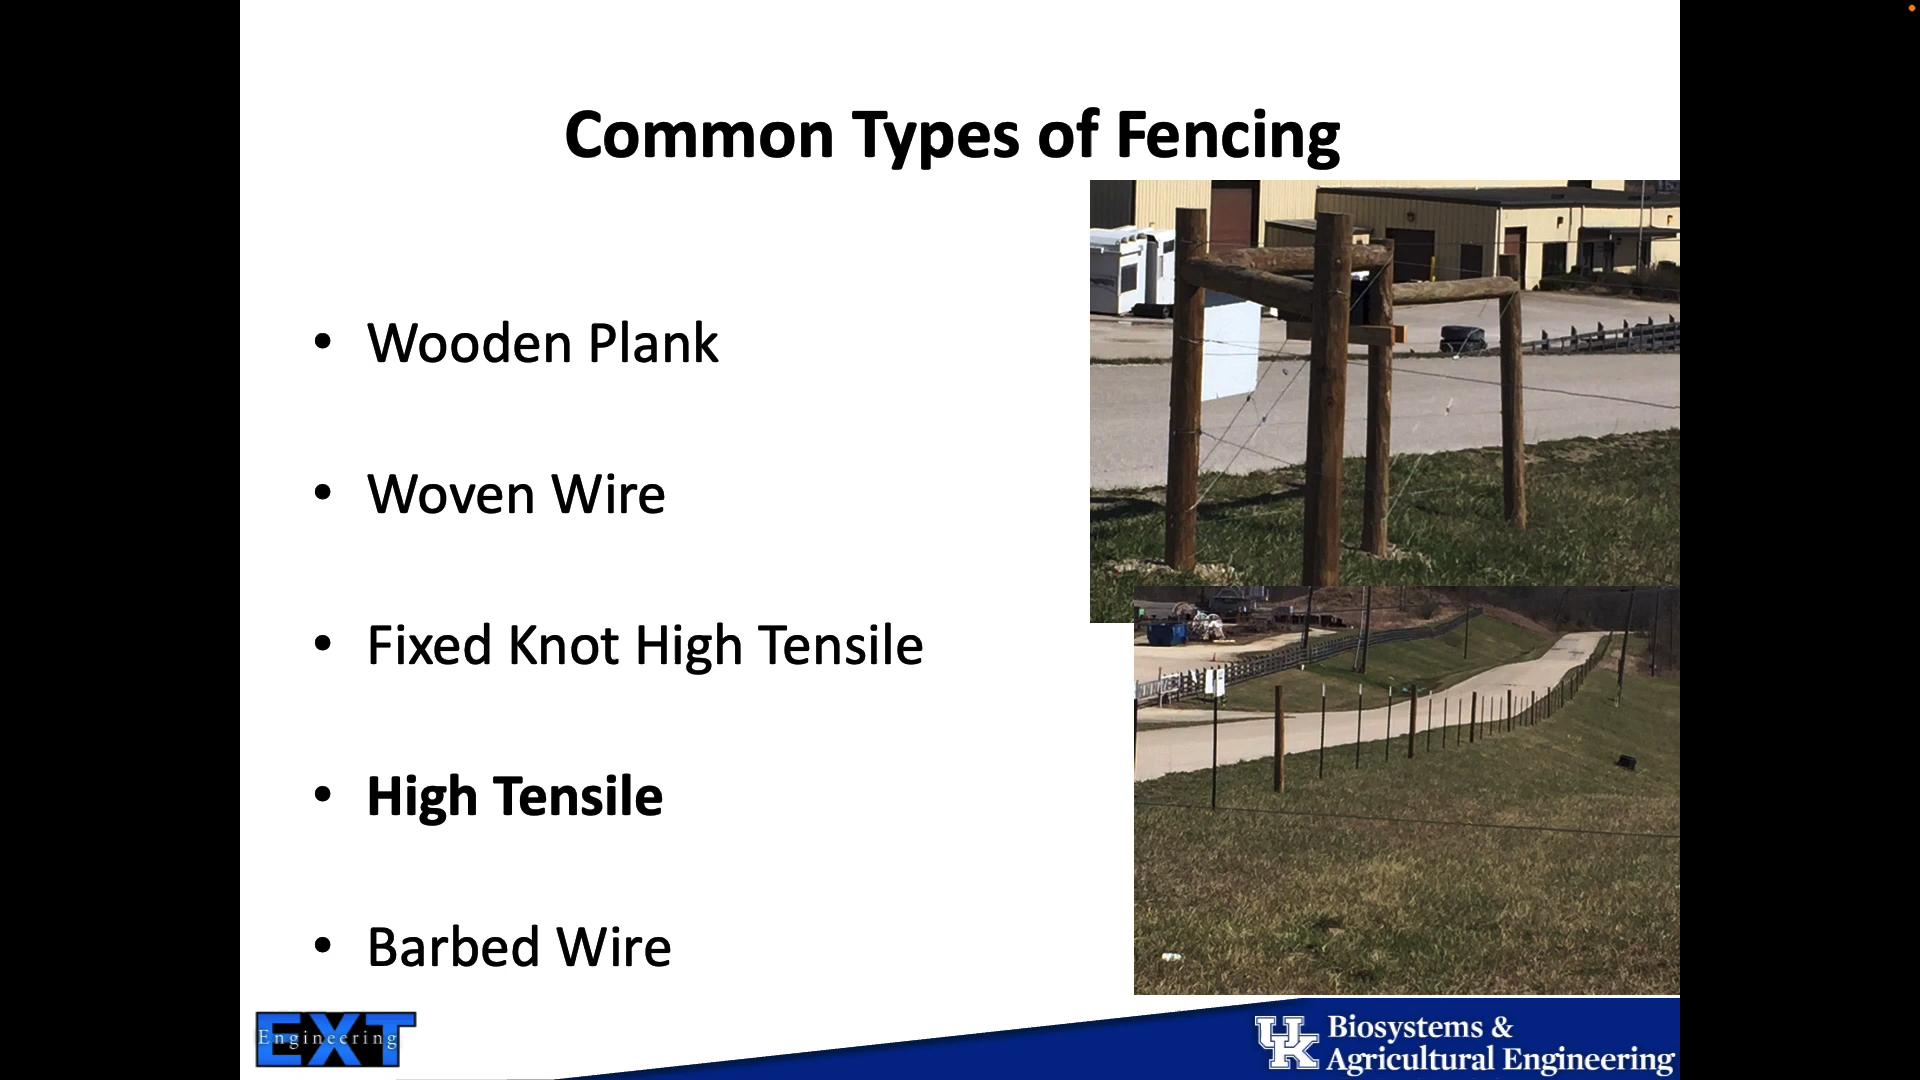 Common Types of Fencing
• Wooden Plank
• Woven Wire
• Fixed Knot High Tensile
• High Tensile
• Barbed Wire
EXT
Engineering
UK
Biosystems &
Agricultural Engineering